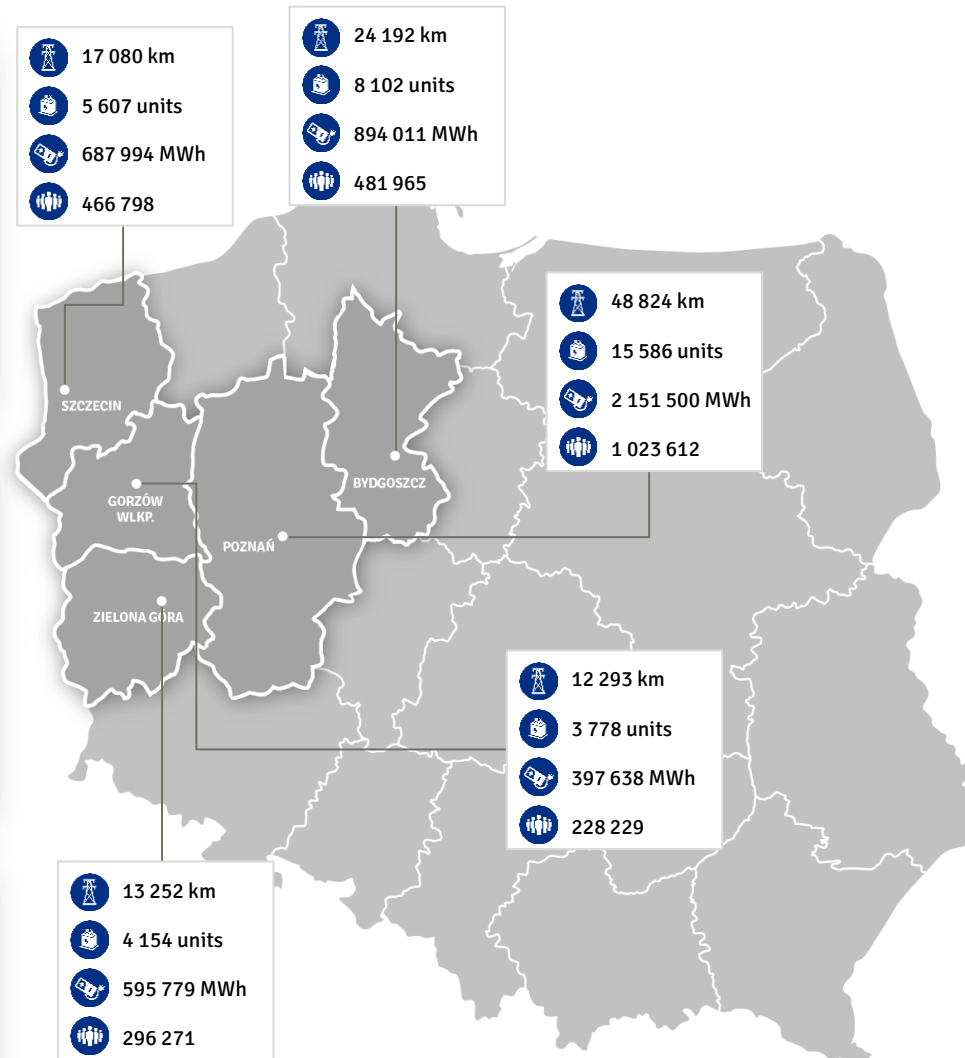 17 080 km
5 607 units
687 994 MWh
466 798
24 192 km
8 102 units
894 011 MWh
481 965
48 824 km
15 586 units
2 151 500 MWh
1 023 612
SZCZECIN
GORZÓW
WLKP.
BYDGOSZCZ
POZNAŃ
ZIELONA GÓRA
12 293 km
3 778 units
397 638 MWh
228 229
13 252 km
4 154 units
595 779 MWh
296 271